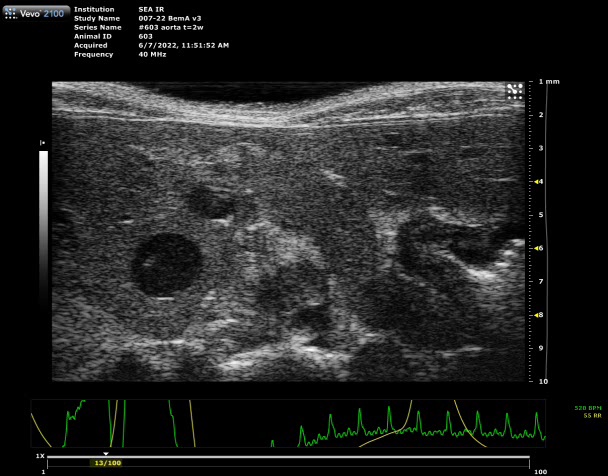 Vevo 2100
Institution SEA IR
Study Name 007-22 BemA v3
Series Name #603 aorta t=2w
Animal ID 603
Acquired 6/7/2022, 11:51:52 AM
Frequency 40 MHz
1 mm
2
3
4
5
6
7
8
9
10
528 BPM
55 RR
1X
13/100
1
100